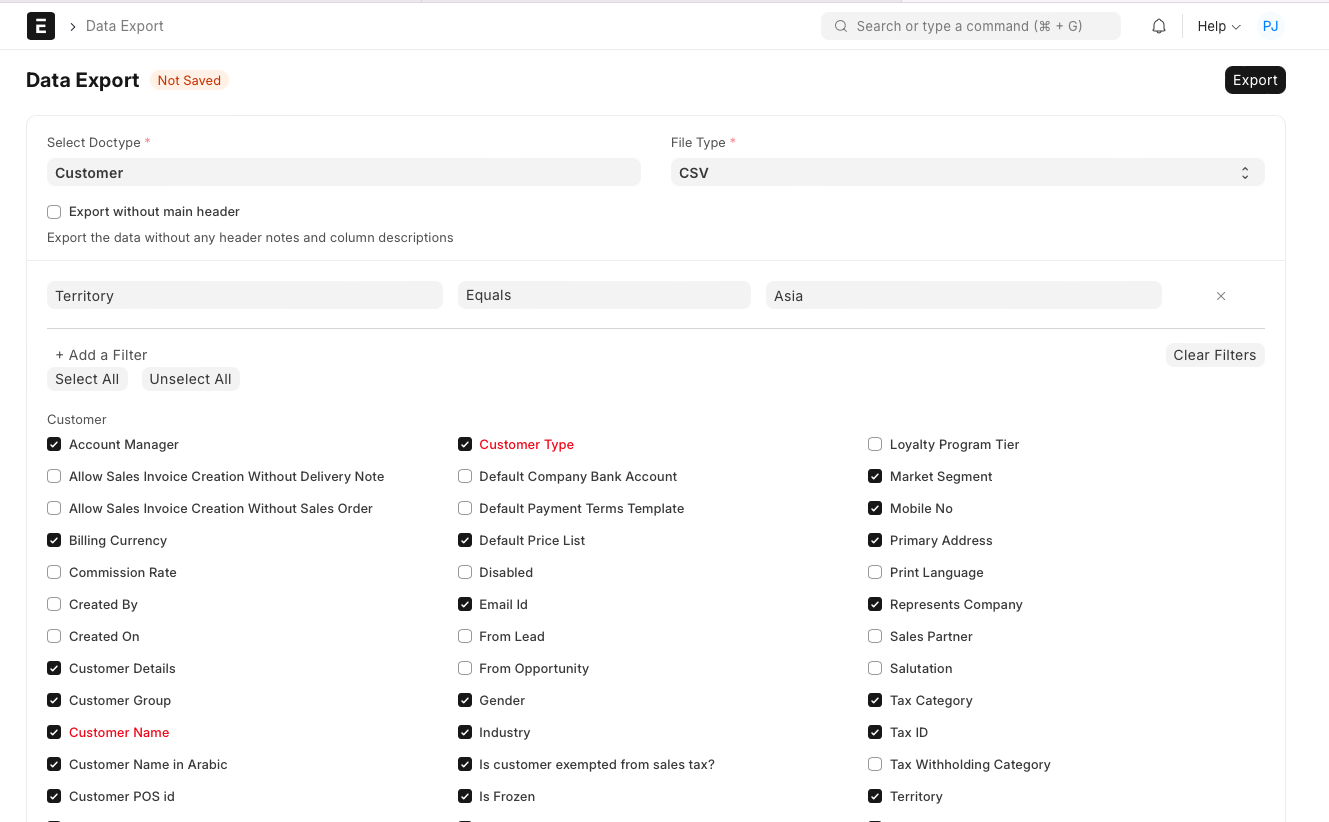 E
Data Export
Search or type a command (⌘ + G)
Help
PJ
Data Export
Not Saved
Export
Select Doctype *
File Type *
Customer
CSV
Export without main header
Export the data without any header notes and column descriptions
Territory
Equals
Asia
+ Add a Filter
Clear Filters
Select All
Unselect All
Customer
Account Manager
Allow Sales Invoice Creation Without Delivery Note
Allow Sales Invoice Creation Without Sales Order
Billing Currency
Commission Rate
Created By
Created On
Customer Details
Customer Group
Customer Name
Customer Name in Arabic
Customer POS id
Customer Type
Default Company Bank Account
Default Payment Terms Template
Default Price List
Disabled
Email Id
From Lead
From Opportunity
Gender
Industry
Is customer exempted from sales tax?
Is Frozen
Loyalty Program Tier
Market Segment
Mobile No
Primary Address
Print Language
Represents Company
Sales Partner
Salutation
Tax Category
Tax ID
Tax Withholding Category
Territory